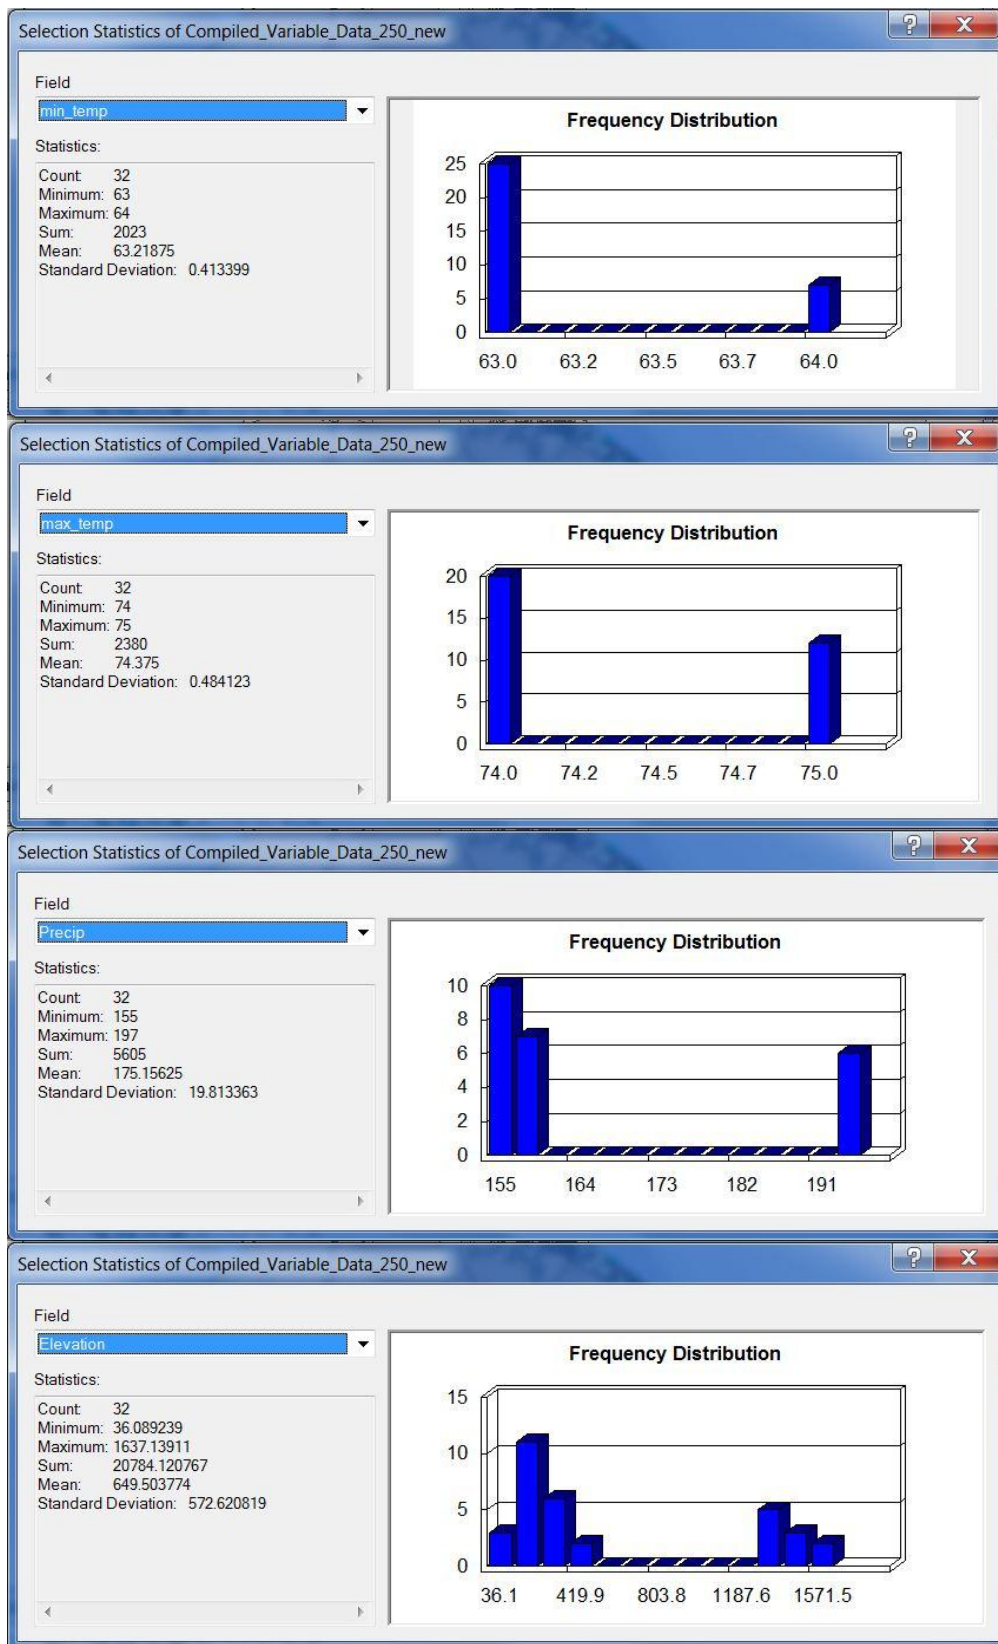 Selection Statistics of Compiled_Variable_Data_250_new
Field
min_temp
Statistics:
Count: 32
Minimum: 63
Maximum: 64
Sum: 2023
Mean: 63.21875
Standard Deviation: 0.413399
Frequency Distribution
25
20
15
10
5
0
63.0 63.2 63.5 63.7 64.0
Selection Statistics of Compiled_Variable_Data_250_new
Field
max_temp
Statistics:
Count: 32
Minimum: 74
Maximum: 75
Sum: 2380
Mean: 74.375
Standard Deviation: 0.484123
Frequency Distribution
20
15
10
5
0
74.0 74.2 74.5 74.7 75.0
Selection Statistics of Compiled_Variable_Data_250_new
Field
Precip
Statistics:
Count: 32
Minimum: 155
Maximum: 197
Sum: 5605
Mean: 175.15625
Standard Deviation: 19.813363
Frequency Distribution
10
8
6
4
2
0
155 164 173 182 191
Selection Statistics of Compiled_Variable_Data_250_new
Field
Elevation
Statistics:
Count: 32
Minimum: 36.089239
Maximum: 1637.13911
Sum: 20784.120767
Mean: 649.503774
Standard Deviation: 572.620819
Frequency Distribution
15
10
5
0
36.1 419.9 803.8 1187.6 1571.5